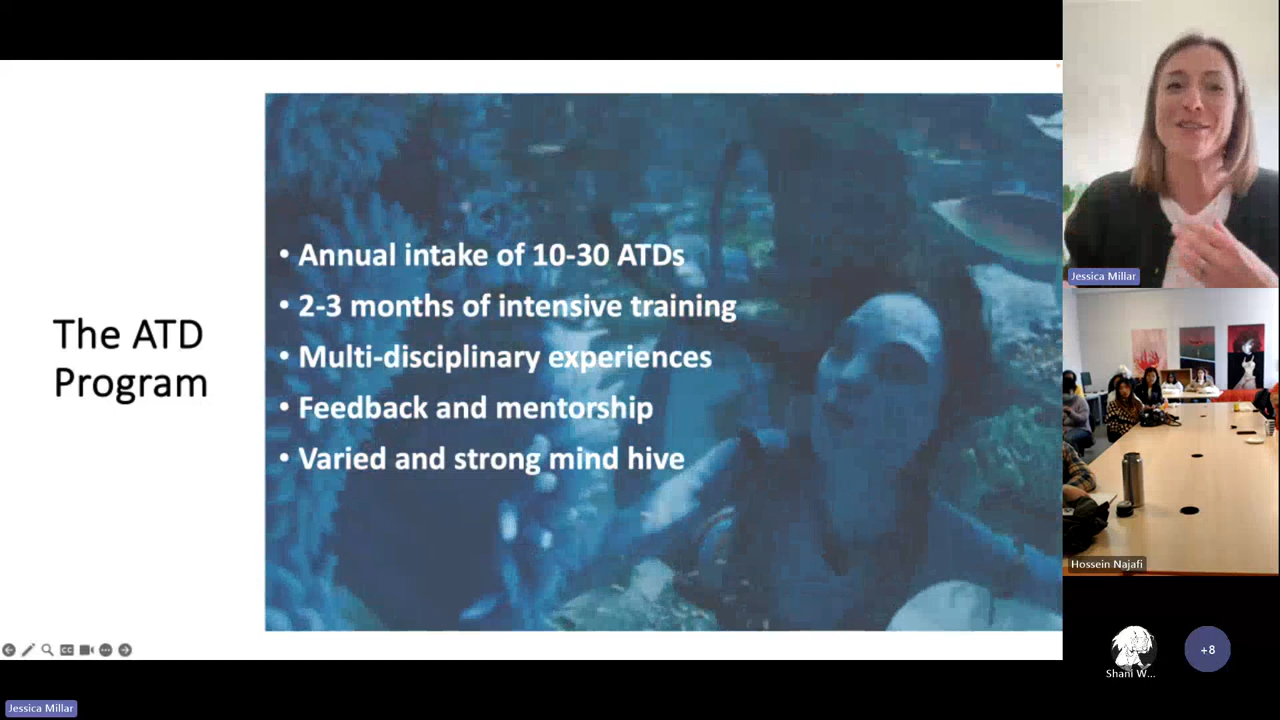 The ATD
Program
• Annual intake of 10-30 ATDs
• 2-3 months of intensive training
• Multi-disciplinary experiences
• Feedback and mentorship
• Varied and strong mind hive
CC
Jessica Millar
Jessica Millar
Hossein Najafi
Shani W...
+8